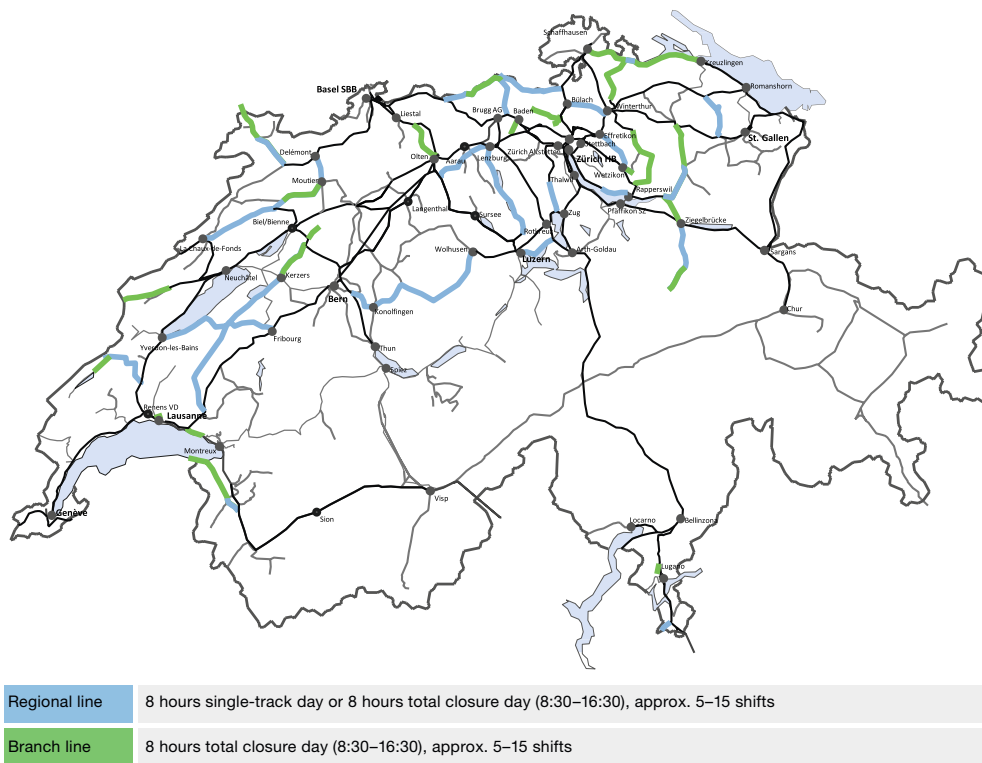 Schaffhausen
Kreuzlingen
Basel SBB
Romanshorn
Bülach
Winterthur
Liestal
Brugg AG
Baden
St. Gallen
Effretikon
Stettbach
Delémont
Olten
Aarau
Lenzburg
Zürich Altstetten
Zürich HB
Moutier
Thalwil
Wetzikon
Rapperswil
Langenthal
Sursee
Zug
Pfäffikon SZ
Ziegelbrücke
Biel/Bienne
Rotkreuz
La-Chaux-de-Fonds
Wolhusen
Luzern
Arth-Goldau
Sargans
Neuchâtel
Kerzers
Bern
Konolfingen
Chur
Yverdon-les-Bains
Fribourg
Thun
Spiez
Renens VD
Lausanne
Montreux
Visp
Genève
Sion
Locarno
Bellinzona
Lugano
Regional line
8 hours single-track day or 8 hours total closure day (8:30–16:30), approx. 5–15 shifts
Branch line
8 hours total closure day (8:30–16:30), approx. 5–15 shifts